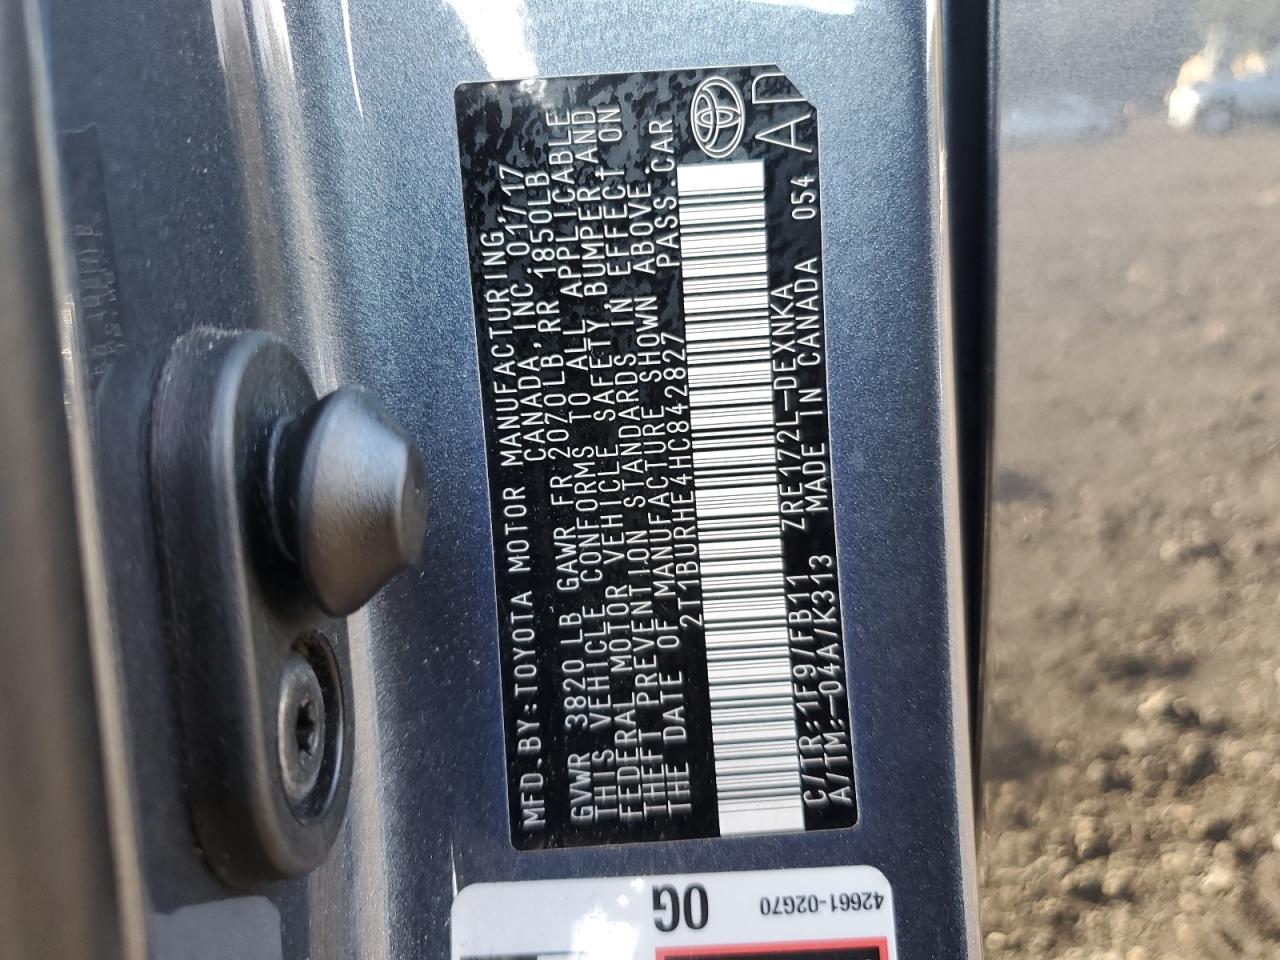 MFD.BY:TOYOTA MOTOR MANUFACTURING,
CANADA, INC. 01/17
GVWR 3820 LB GAWR FR 2070LB, RR 1850LB
THIS VEHICLE CONFORMS TO ALL APPLICABLE
FEDERAL MOTOR VEHICLE SAFETY, BUMPER AND
THEFT PREVENTION STANDARDS IN EFFECT ON
THE DATE OF MANUFACTURE SHOWN ABOVE.
2T1BURHE4HC842827 PASS.CAR
C/TR:1F9/FB11 ZRE172L-DEXNKA 054
A/TM:-04A/K313 MADE IN CANADA
42661-02G70
0G